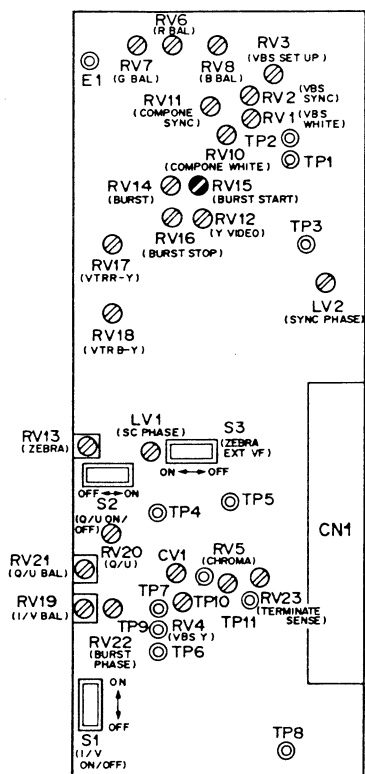 RV6
(R BAL)
RV7
(G BAL)
RV8
(B BAL)
RV3
(VBS SET UP)
E1
RV11
(COMPONE
SYNC)
RV2 (VBS
SYNC)
RV1 (VBS
WHITE)
TP2
RV10
(COMPONE WHITE)
TP1
RV14
(BURST)
RV15
(BURST START)
RV16
(BURST STOP)
RV12
(Y VIDEO)
TP3
RV17
(VTRR-Y)
LV2
(SYNC PHASE)
RV18
(VTR B-Y)
RV13
(ZEBRA)
LV1
(SC PHASE)
S3
(ZEBRA
EXT VF)
ON OFF
OFF ON
S2
(Q/U ON/
OFF)
TP4
TP5
CN1
RV20
(Q/U)
RV21
(Q/U BAL)
CV1
RV5
(CHROMA)
RV19
(I/V BAL)
TP7
TP10
RV23
(TERMINATE
SENSE)
TP11
RV22
(BURST
PHASE)
TP9
RV4
(VBS Y)
TP6
ON
OFF
S1
(I/V
ON/OFF)
TP8